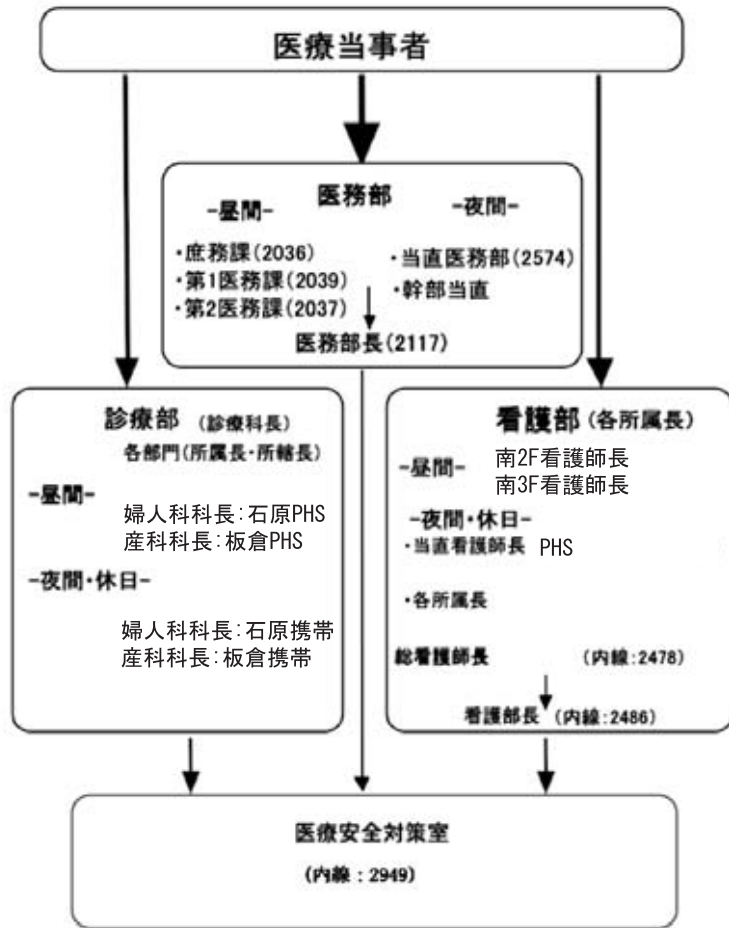 医療当事者
医務部
-昼間-
-夜間-
・庶務課(2036)
・第1医務課(2039)
・第2医務課(2037)
・当直医務部(2574)
・幹部当直
医務部長(2117)
診療部 (診療科長)
各部門(所属長・所轄長)
-昼間-
婦人科科長:石原PHS
産科科長:板倉PHS
-夜間・休日-
婦人科科長:石原携帯
産科科長:板倉携帯
看護部(各所属長)
-昼間- 南2F看護師長
南3F看護師長
-夜間・休日-
・当直看護師長 PHS
・各所属長
総看護師長 (内線:2478)
看護部長 (内線:2486)
医療安全対策室
(内線:2949)